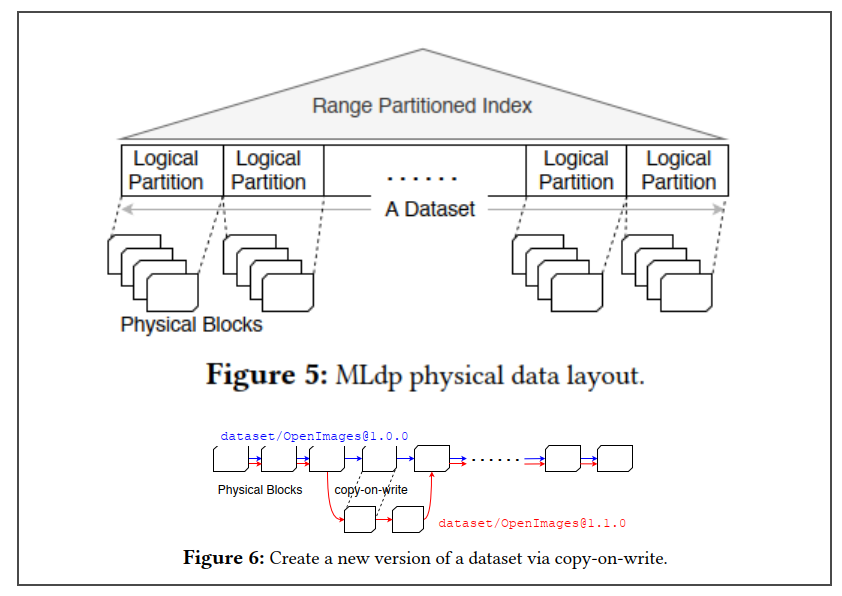 Range Partitioned Index
Logical Partition
Logical Partition
......
Logical Partition
Logical Partition
A Dataset
Physical Blocks
Figure 5: MLdp physical data layout.
dataset/OpenImages@1.0.0
......
Physical Blocks
copy-on-write
dataset/OpenImages@1.1.0
Figure 6: Create a new version of a dataset via copy-on-write.